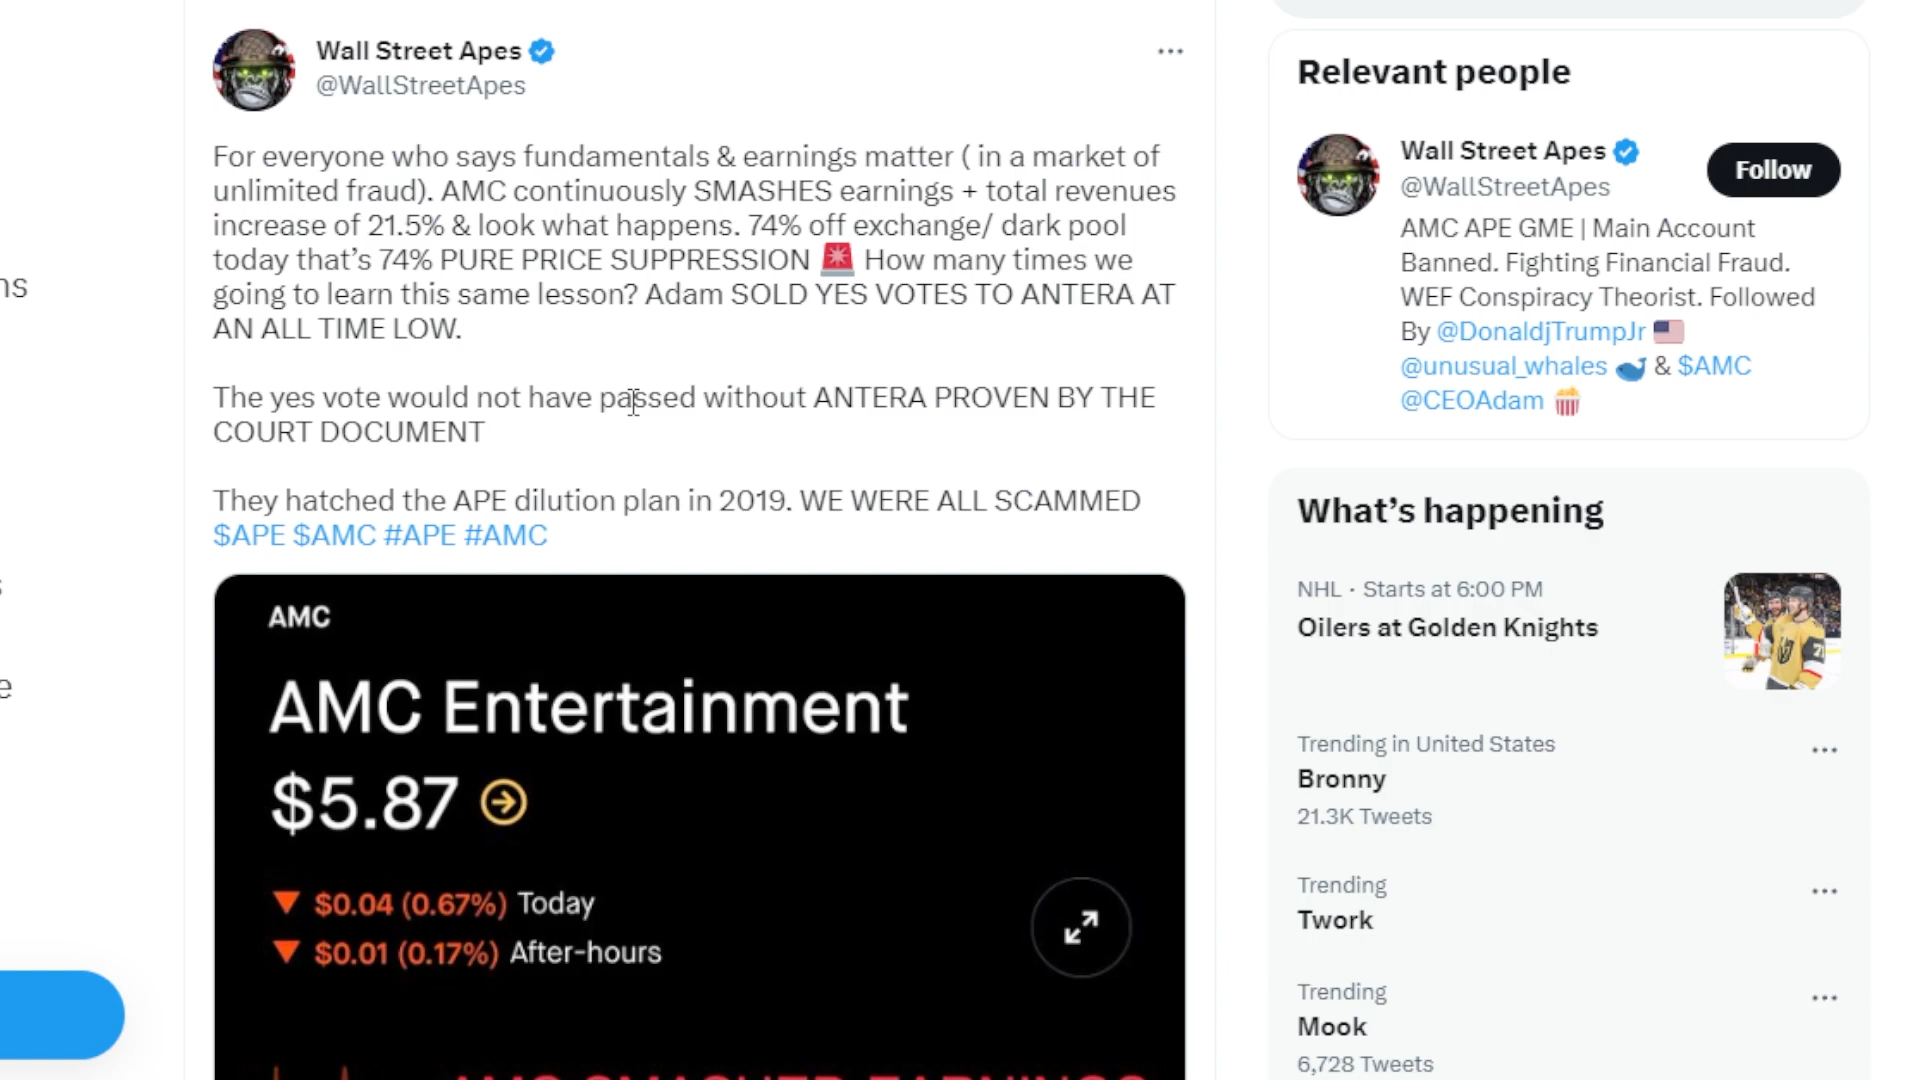 Wall Street Apes
@WallStreetApes
For everyone who says fundamentals & earnings matter ( in a market of
unlimited fraud). AMC continuously SMASHES earnings + total revenues
increase of 21.5% & look what happens. 74% off exchange/ dark pool
today that’s 74% PURE PRICE SUPPRESSION 🚨 How many times we
going to learn this same lesson? Adam SOLD YES VOTES TO ANTERA AT
AN ALL TIME LOW.
The yes vote would not have passed without ANTERA PROVEN BY THE
COURT DOCUMENT
They hatched the APE dilution plan in 2019. WE WERE ALL SCAMMED
$APE $AMC #APE #AMC
AMC
AMC Entertainment
$5.87
▼ $0.04 (0.67%) Today
▼ $0.01 (0.17%) After-hours
AMC SMASHED EARNINGS
Relevant people
Wall Street Apes
@WallStreetApes
Follow
AMC APE GME | Main Account
Banned. Fighting Financial Fraud.
WEF Conspiracy Theorist. Followed
By @DonaldjTrumpJr 🇺🇸
@unusual_whales 🐳 & $AMC
@CEOAdam 🍿
What’s happening
NHL · Starts at 6:00 PM
Oilers at Golden Knights
Trending in United States
Bronny
21.3K Tweets
Trending
Twork
Trending
Mook
6,728 Tweets